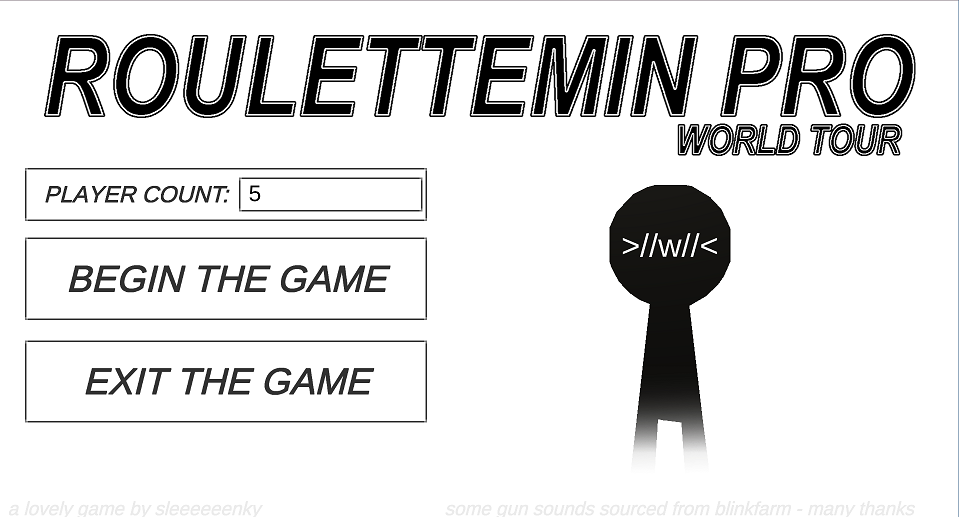 ROULETTEMIN PRO
WORLD TOUR
PLAYER COUNT: 5
BEGIN THE GAME
>//w//<
EXIT THE GAME
a lovely game by sleeeeeenky
some gun sounds sourced from blinkfarm - many thanks